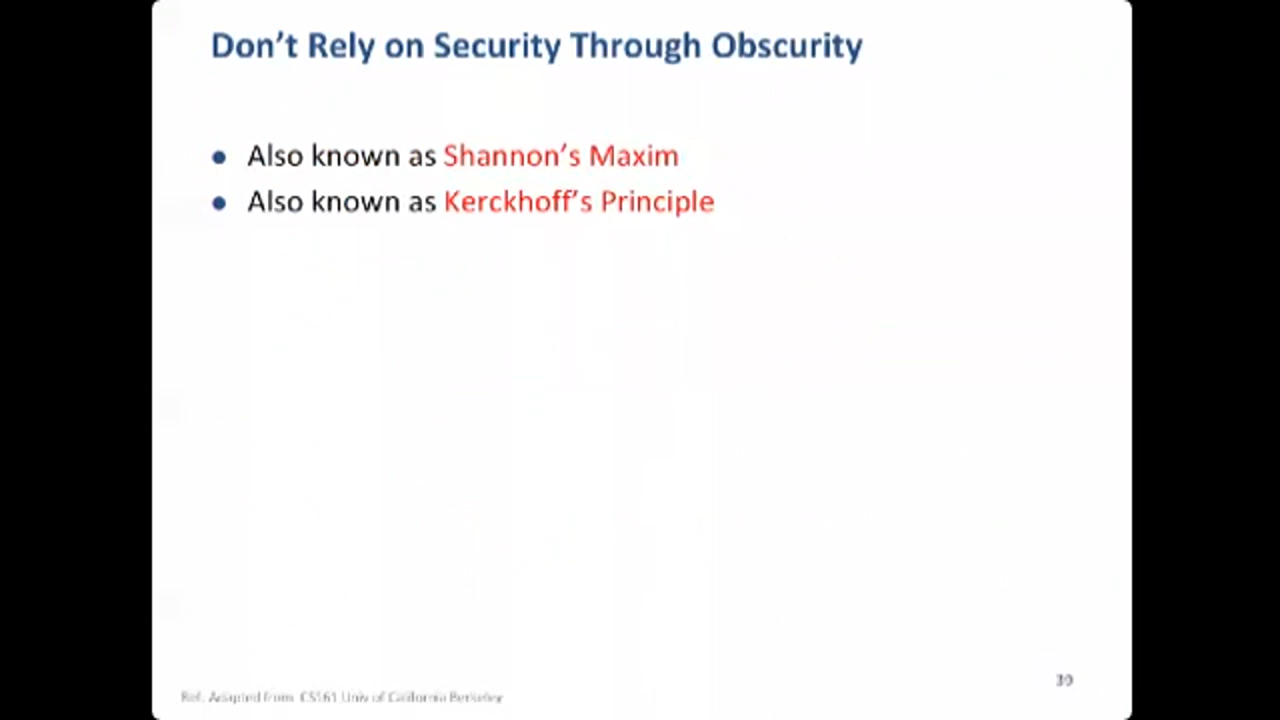 Don’t Rely on Security Through Obscurity
● Also known as Shannon’s Maxim
● Also known as Kerckhoff’s Principle
Ref. Adapted from: CS161 Univ of California Berkeley